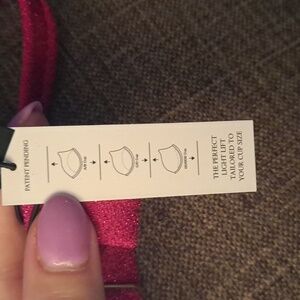 PATENT PENDING
THE PERFECT
LIGHT LIFT
TAILORED TO
YOUR CUP SIZE